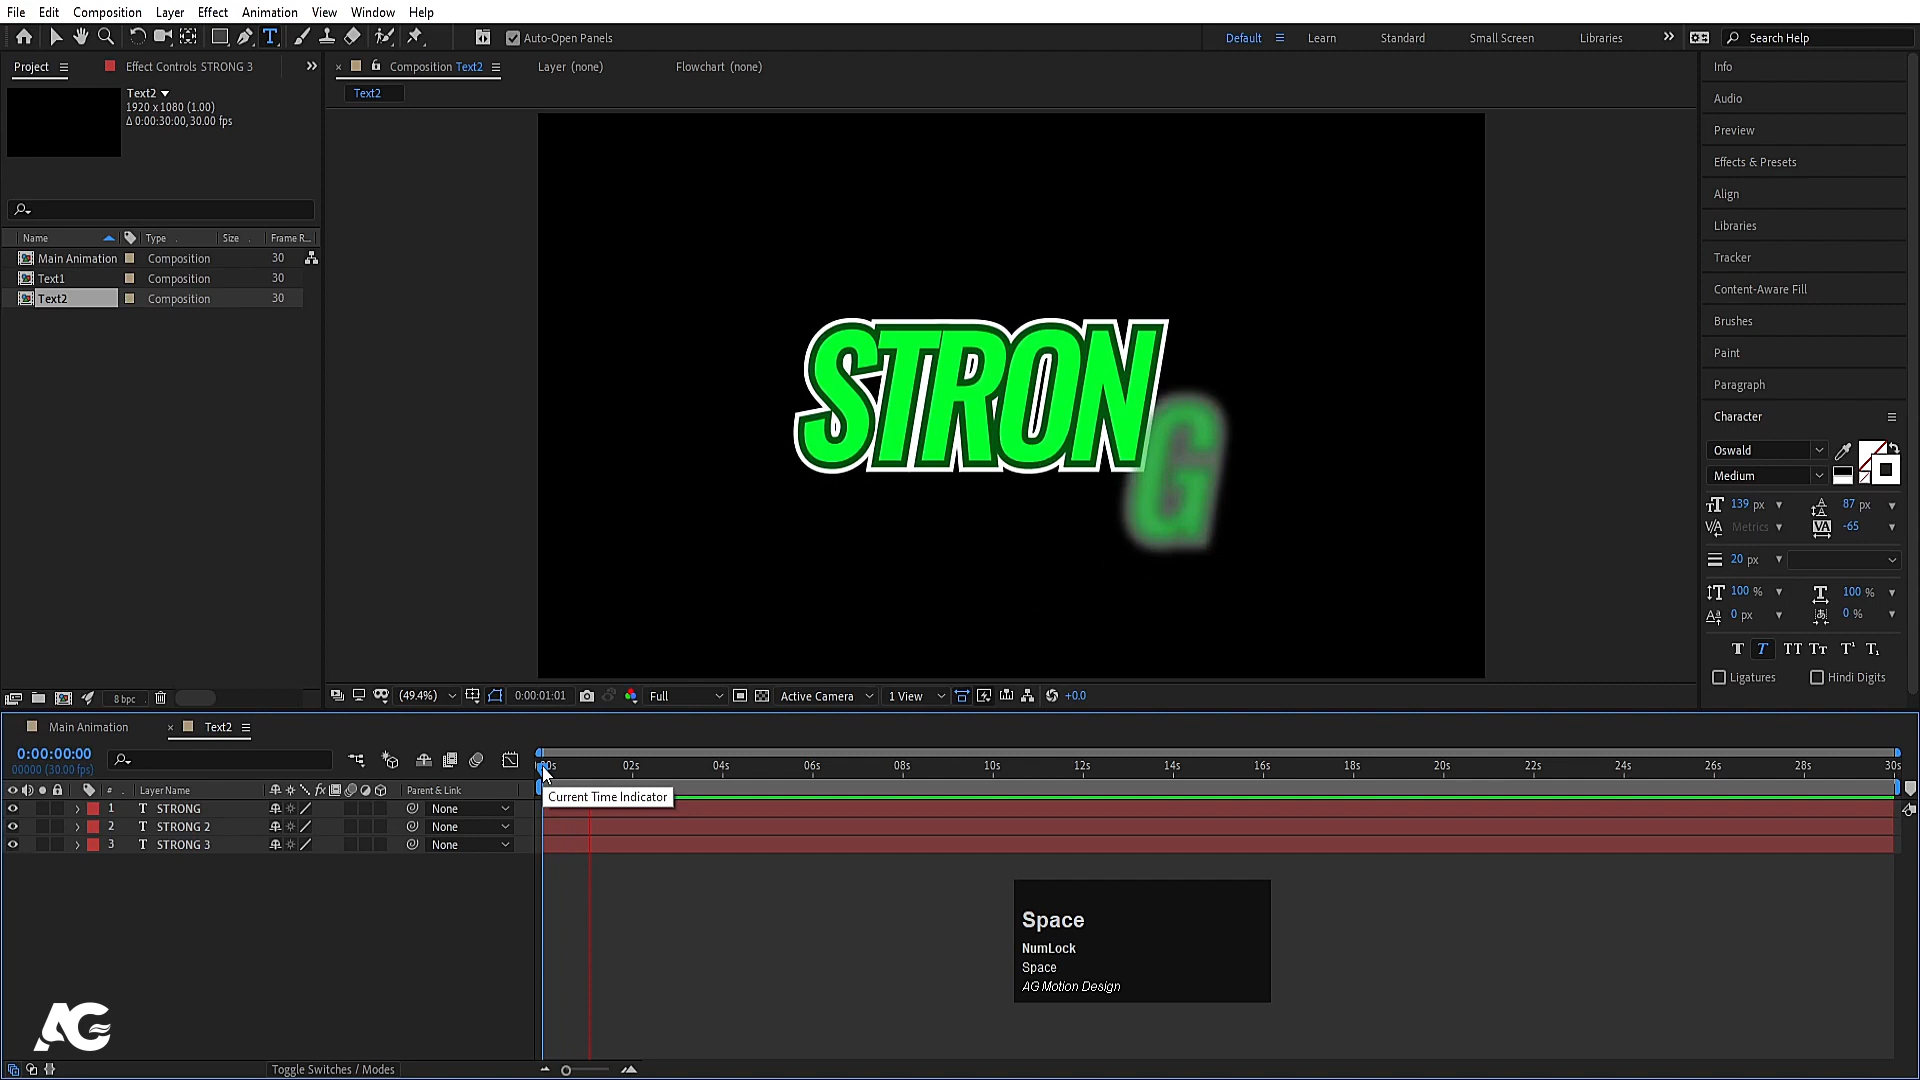 File Edit Composition Layer Effect Animation View Window Help
Auto-Open Panels
Default Learn Standard Small Screen Libraries Search Help
Project Effect Controls STRONG 3
Composition Text2 Layer (none) Flowchart (none)
Text2
Text2
1920 x 1080 (1.00)
Δ 0:00:30:00, 30.00 fps
Name Type Size Frame R...
Main Animation Composition 30
Text1 Composition 30
Text2 Composition 30
8 bpc
STRONG
(49.4%) 0:00:01:01 Full Active Camera 1 View +0.0
Info
Audio
Preview
Effects & Presets
Align
Libraries
Tracker
Content-Aware Fill
Brushes
Paint
Paragraph
Character
Oswald
Medium
139 px 87 px
Metrics -65
20 px
100 % 100 %
0 px 0 %
T T TT Tt T¹ T₁
Ligatures Hindi Digits
Main Animation Text2
0:00:00:00
00000 (30.00 fps)
00s 02s 04s 06s 08s 10s 12s 14s 16s 18s 20s 22s 24s 26s 28s 30s
# Layer Name Parent & Link
Current Time Indicator
1 T STRONG None
2 T STRONG 2 None
3 T STRONG 3 None
Space
NumLock
Space
AG Motion Design
AG
Toggle Switches / Modes